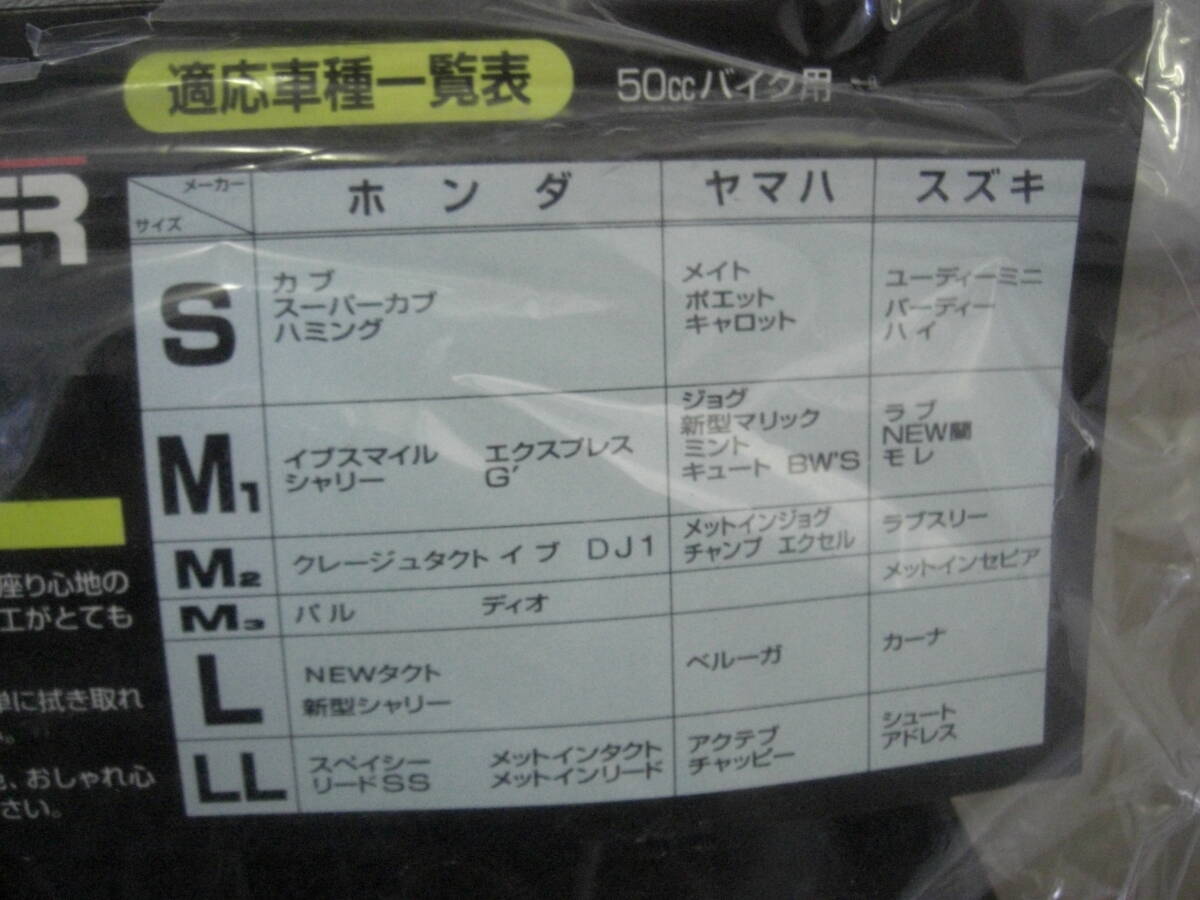 適応車種一覧表 50ccバイク用
ER
メーカー ホンダ ヤマハ スズキ
サイズ
S
カブ
スーパーカブ
ハミング
メイト
ポエット
キャロット
ユーディーミニ
バーディー
ハイ
M1
イブスマイル エクスプレス
シャリー G'
ジョグ
新型マリック
ミント
キュート BW'S
ラブ
NEW蘭
モレ
M2
クレージュタクト イブ DJ1
メットインジョグ
チャンプ エクセル
ラブスリー
M3
パル ディオ
メットインセピア
L
NEWタクト
新型シャリー
ベルーガ
カーナ
LL
スペイシー メットインタクト
リードSS メットインリード
アクテブ
チャッピー
シュート
アドレス
座り心地の
工がとても
単に拭き取れ
。
、おしゃれ心
さい。